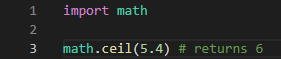 1 import math
2
3 math.ceil(5.4) # returns 6